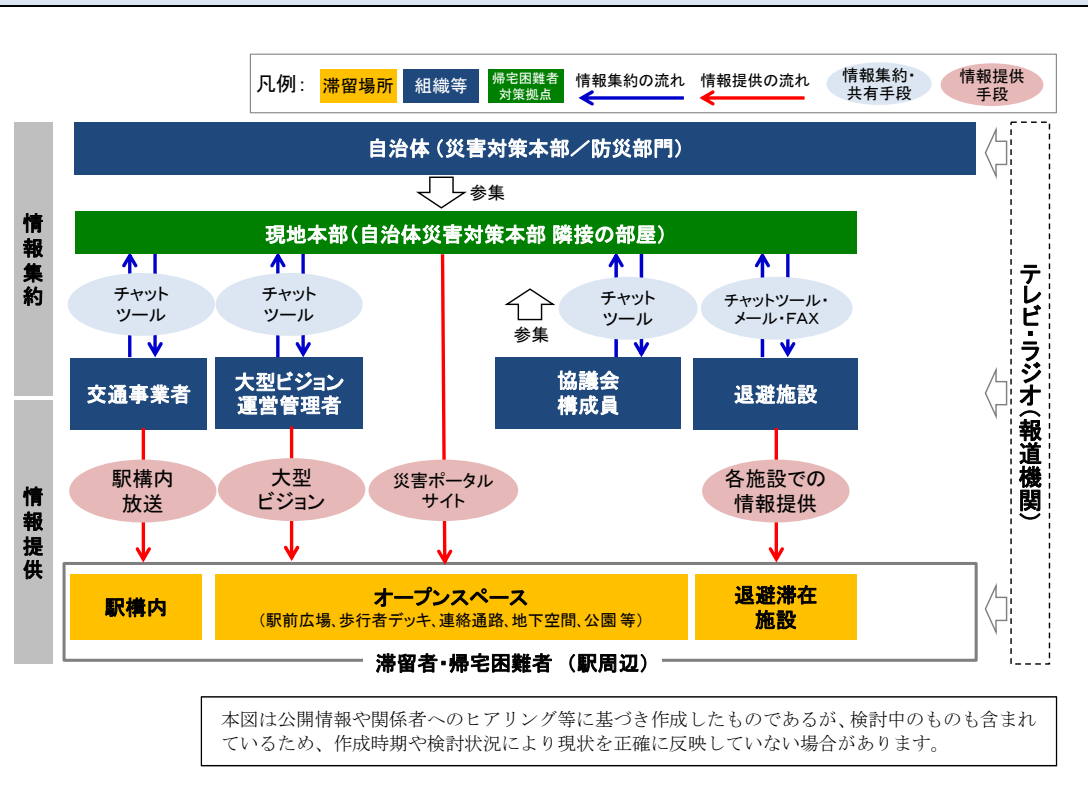 凡例：
滞留場所
組織等
帰宅困難者
対策拠点
情報集約の流れ
情報提供の流れ
情報集約・
共有手段
情報提供
手段
情報集約
情報提供
自治体（災害対策本部／防災部門）
参集
現地本部（自治体災害対策本部 隣接の部屋）
チャット
ツール
チャット
ツール
参集
チャット
ツール
チャットツール・
メール・FAX
交通事業者
大型ビジョン
運営管理者
協議会
構成員
退避施設
駅構内
放送
大型
ビジョン
災害ポータル
サイト
各施設での
情報提供
駅構内
オープンスペース
（駅前広場、歩行者デッキ、連絡通路、地下空間、公園 等）
退避滞在
施設
滞留者・帰宅困難者 （駅周辺）
テレビ・ラジオ（報道機関）
本図は公開情報や関係者へのヒアリング等に基づき作成したものであるが、検討中のものも含まれ
ているため、作成時期や検討状況により現状を正確に反映していない場合があります。